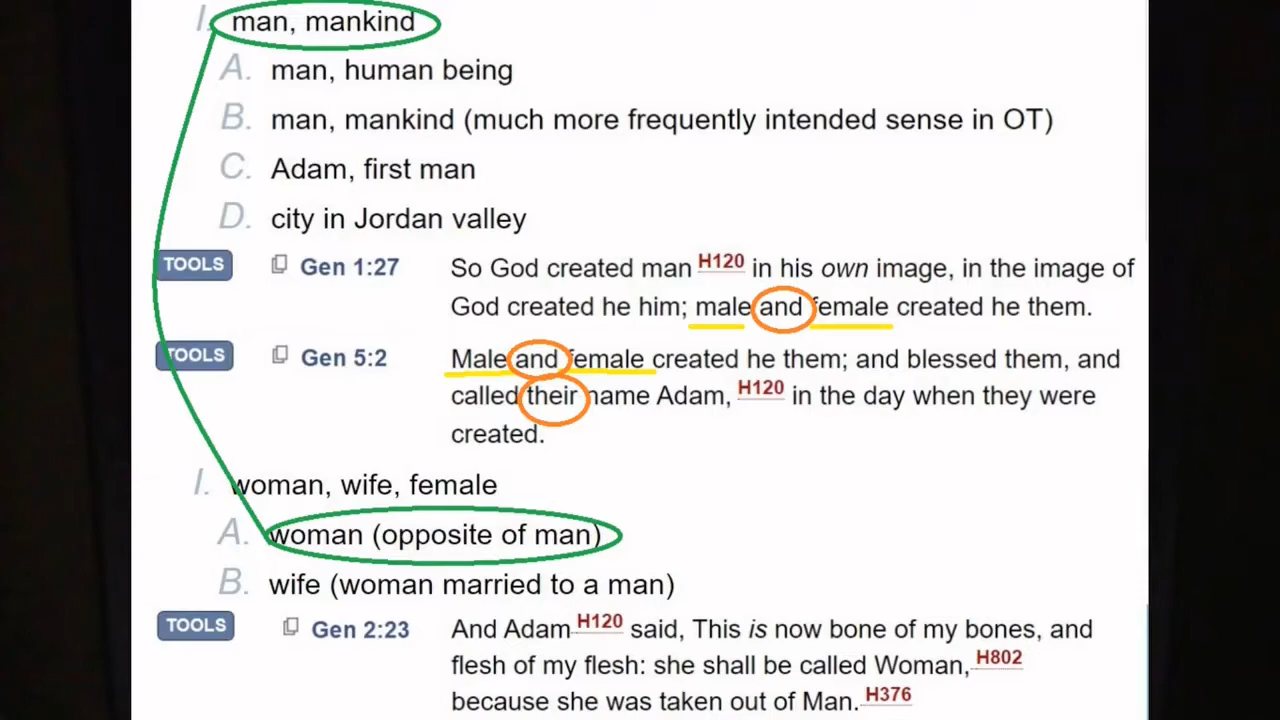 I. man, mankind
A. man, human being
B. man, mankind (much more frequently intended sense in OT)
C. Adam, first man
D. city in Jordan valley
TOOLS Gen 1:27 So God created man H120 in his own image, in the image of
God created he him; male and female created he them.
TOOLS Gen 5:2 Male and female created he them; and blessed them, and
called their name Adam, H120 in the day when they were
created.
I. woman, wife, female
A. woman (opposite of man)
B. wife (woman married to a man)
TOOLS Gen 2:23 And Adam H120 said, This is now bone of my bones, and
flesh of my flesh: she shall be called Woman, H802
because she was taken out of Man. H376